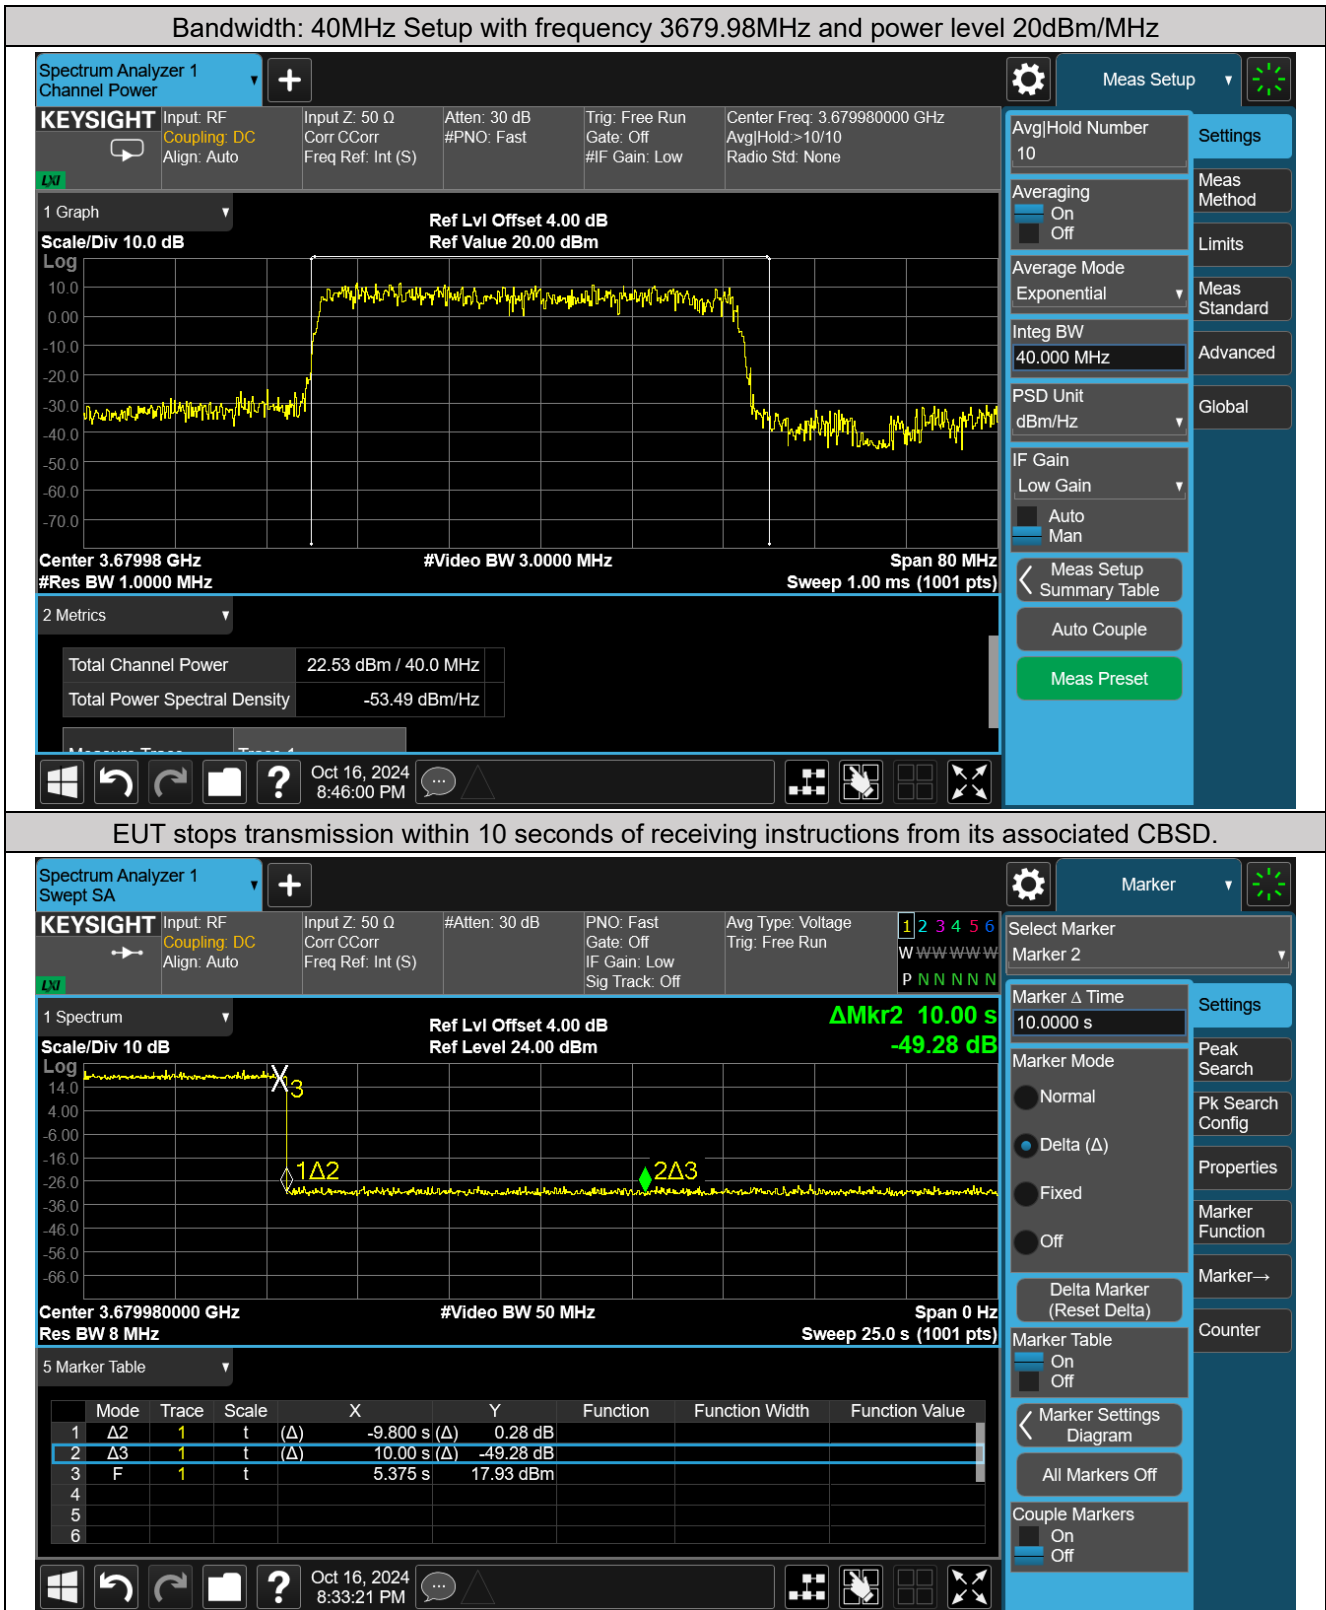 Bandwidth: 40MHz Setup with frequency 3679.98MHz and power level 20dBm/MHz
Spectrum Analyzer 1
Channel Power
Meas Setup
KEYSIGHT
LXI
Input: RF
Coupling: DC
Align: Auto
Input Z: 50 Ω
Corr CCorr
Freq Ref: Int (S)
Atten: 30 dB
#PNO: Fast
Trig: Free Run
Gate: Off
#IF Gain: Low
Center Freq: 3.679980000 GHz
Avg|Hold:>10/10
Radio Std: None
1 Graph
Scale/Div 10.0 dB
Ref Lvl Offset 4.00 dB
Ref Value 20.00 dBm
Log
10.0
0.00
-10.0
-20.0
-30.0
-40.0
-50.0
-60.0
-70.0
Center 3.67998 GHz
#Video BW 3.0000 MHz
Span 80 MHz
#Res BW 1.0000 MHz
Sweep 1.00 ms (1001 pts)
2 Metrics
Total Channel Power 22.53 dBm / 40.0 MHz
Total Power Spectral Density -53.49 dBm/Hz
Oct 16, 2024
8:46:00 PM
Avg|Hold Number
10
Averaging
On
Off
Average Mode
Exponential
Integ BW
40.000 MHz
PSD Unit
dBm/Hz
IF Gain
Low Gain
Auto
Man
Meas Setup
Summary Table
Auto Couple
Meas Preset
Settings
Meas
Method
Limits
Meas
Standard
Advanced
Global
EUT stops transmission within 10 seconds of receiving instructions from its associated CBSD.
Spectrum Analyzer 1
Swept SA
Marker
KEYSIGHT
LXI
Input: RF
Coupling: DC
Align: Auto
Input Z: 50 Ω
Corr CCorr
Freq Ref: Int (S)
#Atten: 30 dB
PNO: Fast
Gate: Off
IF Gain: Low
Sig Track: Off
Avg Type: Voltage
Trig: Free Run
1 2 3 4 5 6
W W W W W W
P N N N N N
1 Spectrum
Scale/Div 10 dB
Ref Lvl Offset 4.00 dB
Ref Level 24.00 dBm
ΔMkr2 10.00 s
-49.28 dB
Log
14.0
4.00
-6.00
-16.0
-26.0
-36.0
-46.0
-56.0
-66.0
3
1Δ2
2Δ3
Center 3.679980000 GHz
#Video BW 50 MHz
Span 0 Hz
Res BW 8 MHz
Sweep 25.0 s (1001 pts)
5 Marker Table
Mode Trace Scale X Y Function Function Width Function Value
1 Δ2 1 t (Δ) -9.800 s (Δ) 0.28 dB
2 Δ3 1 t (Δ) 10.00 s (Δ) -49.28 dB
3 F 1 t 5.375 s 17.93 dBm
4
5
6
Oct 16, 2024
8:33:21 PM
Select Marker
Marker 2
Marker Δ Time
10.0000 s
Marker Mode
Normal
Delta (Δ)
Fixed
Off
Delta Marker
(Reset Delta)
Marker Table
On
Off
Marker Settings
Diagram
All Markers Off
Couple Markers
On
Off
Settings
Peak
Search
Pk Search
Config
Properties
Marker
Function
Marker→
Counter